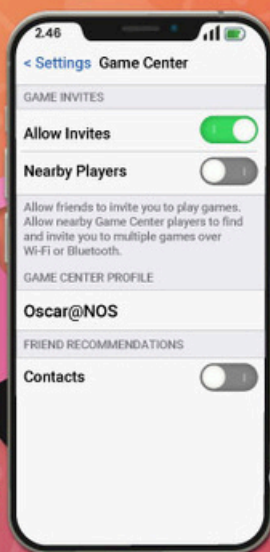 2.46
< Settings Game Center
GAME INVITES
Allow Invites
Nearby Players
Allow friends to invite you to play games.
Allow nearby Game Center players to find
and invite you to multiple games over
Wi-Fi or Bluetooth.
GAME CENTER PROFILE
Oscar@NOS
FRIEND RECOMMENDATIONS
Contacts